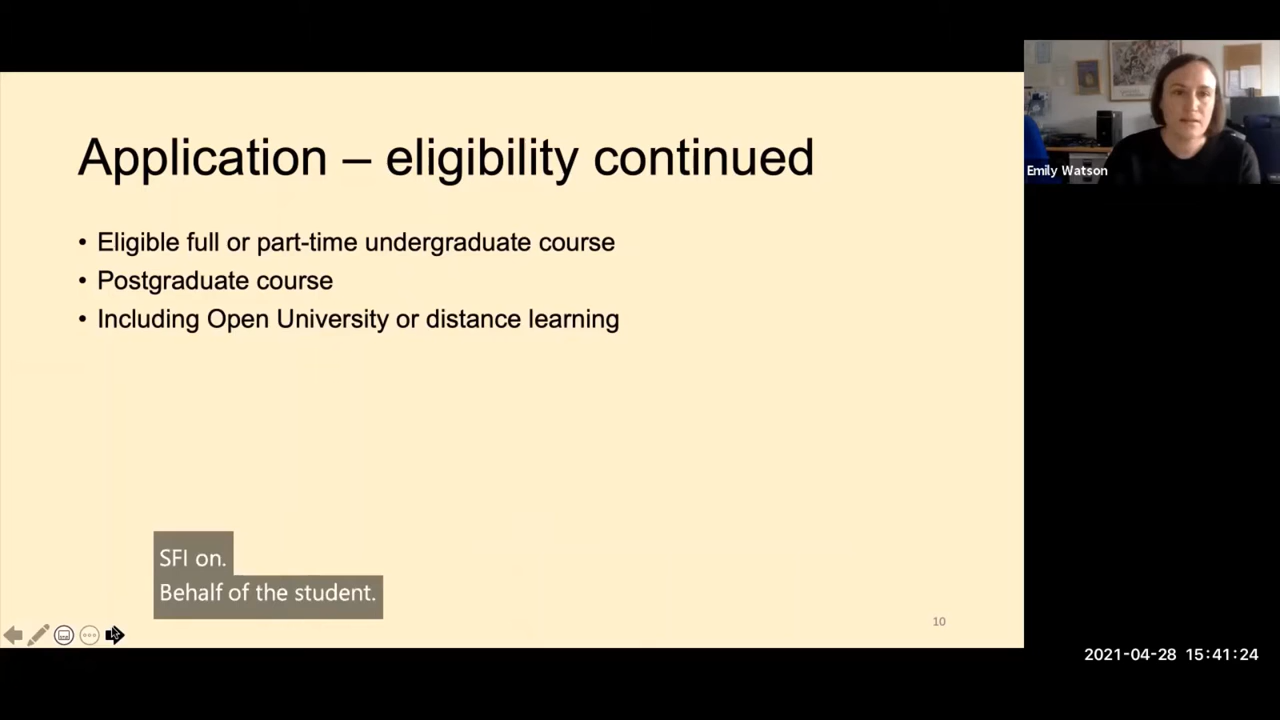 Application – eligibility continued
• Eligible full or part-time undergraduate course
• Postgraduate course
• Including Open University or distance learning
SFI on.
Behalf of the student.
10
Emily Watson
2021-04-28 15:41:24